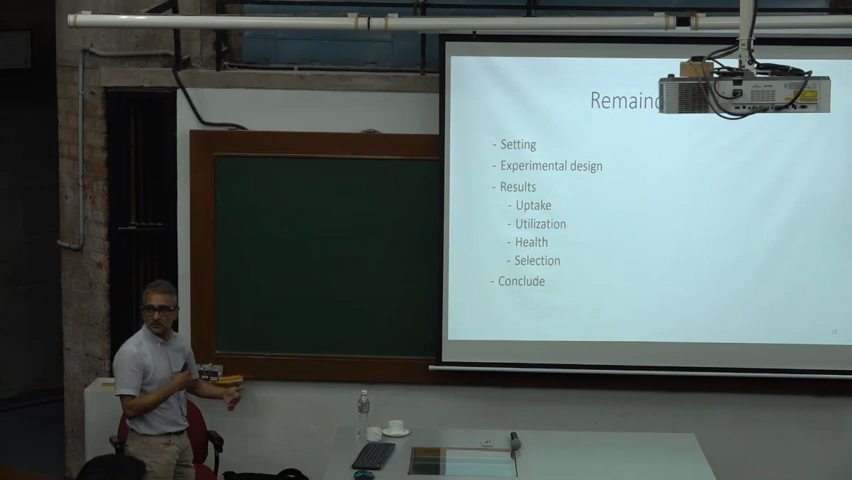 Remain
- Setting
- Experimental design
- Results
- Uptake
- Utilization
- Health
- Selection
- Conclude